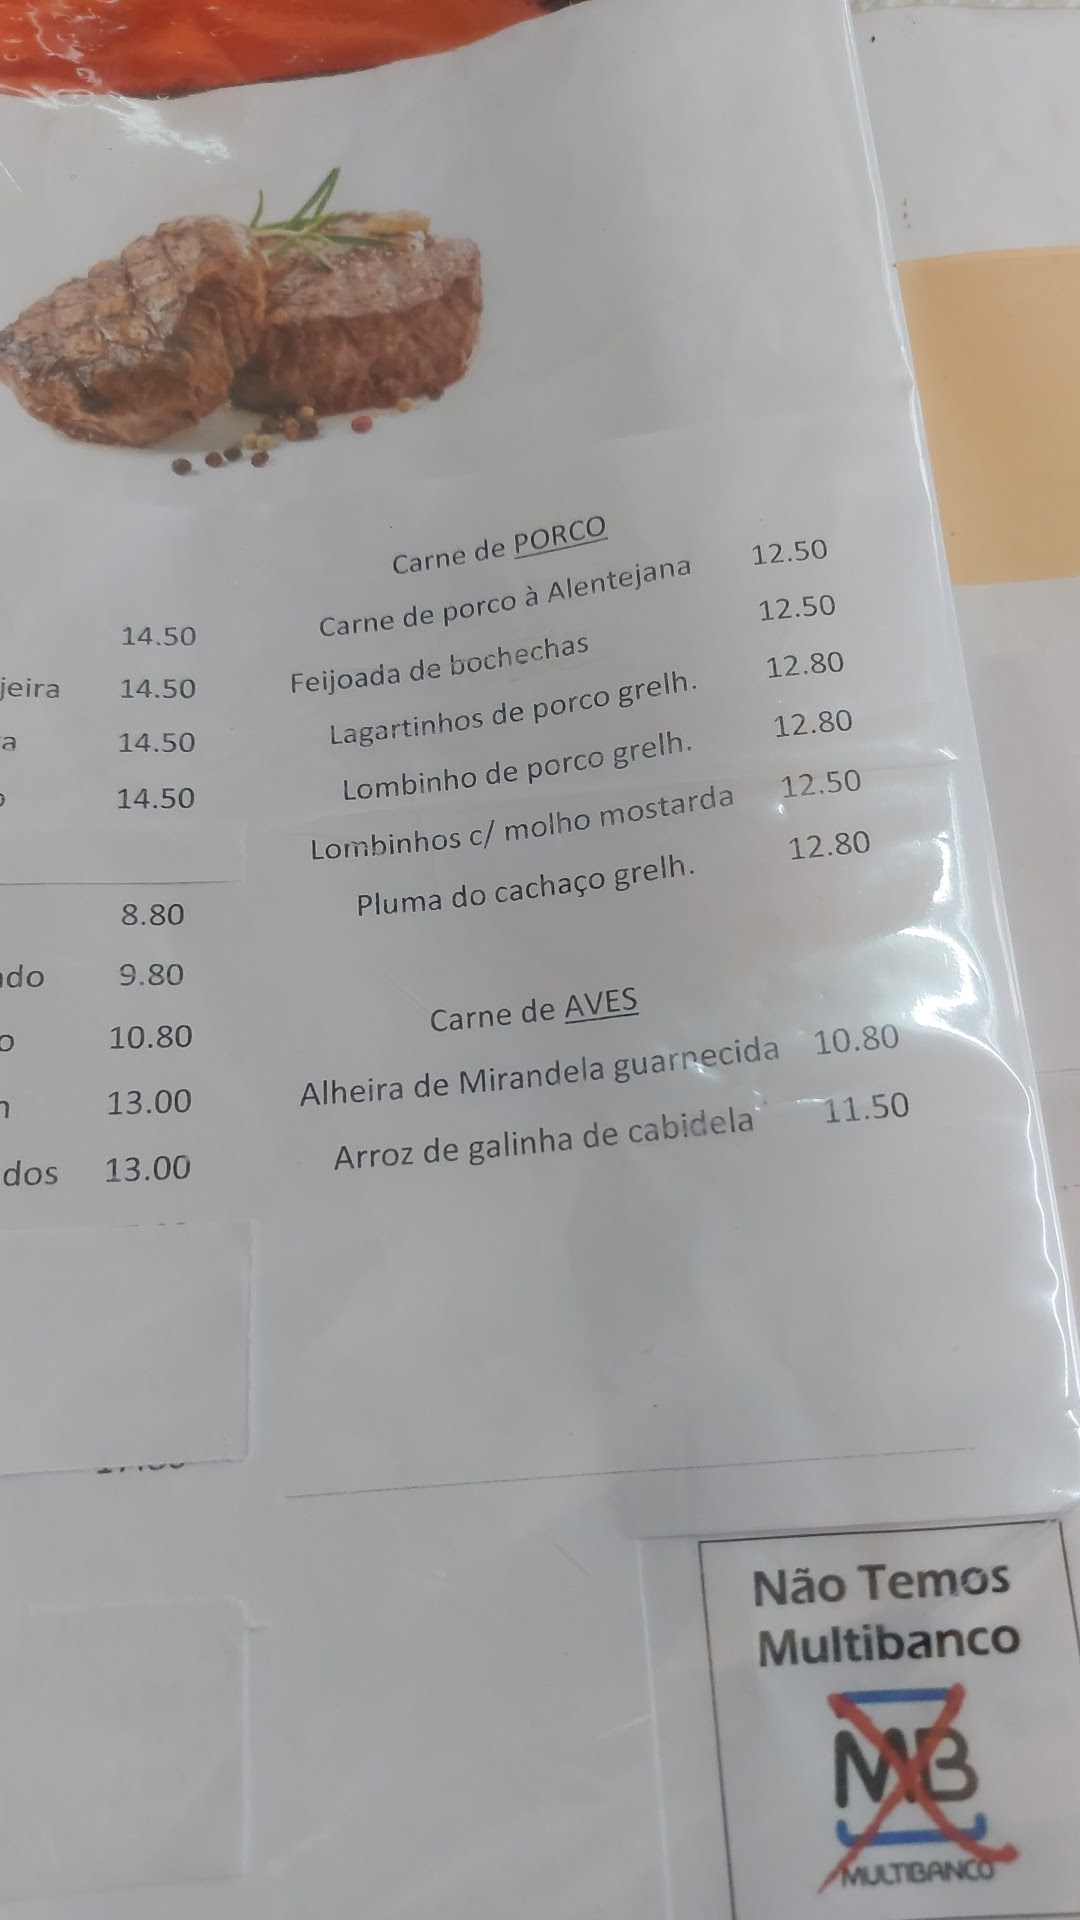 14.50
14.50
14.50
14.50
8.80
9.80
10.80
13.00
dos 13.00
Carne de PORCO
Carne de porco à Alentejana 12.50
Feijoada de bochechas 12.50
Lagartinhos de porco grelh. 12.80
Lombinho de porco grelh. 12.80
Lombinhos c/ molho mostarda 12.50
Pluma do cachaço grelh. 12.80
Carne de AVES
Alheira de Mirandela guarnecida 10.80
Arroz de galinha de cabidela 11.50
Não Temos
Multibanco
MB
MULTIBANCO